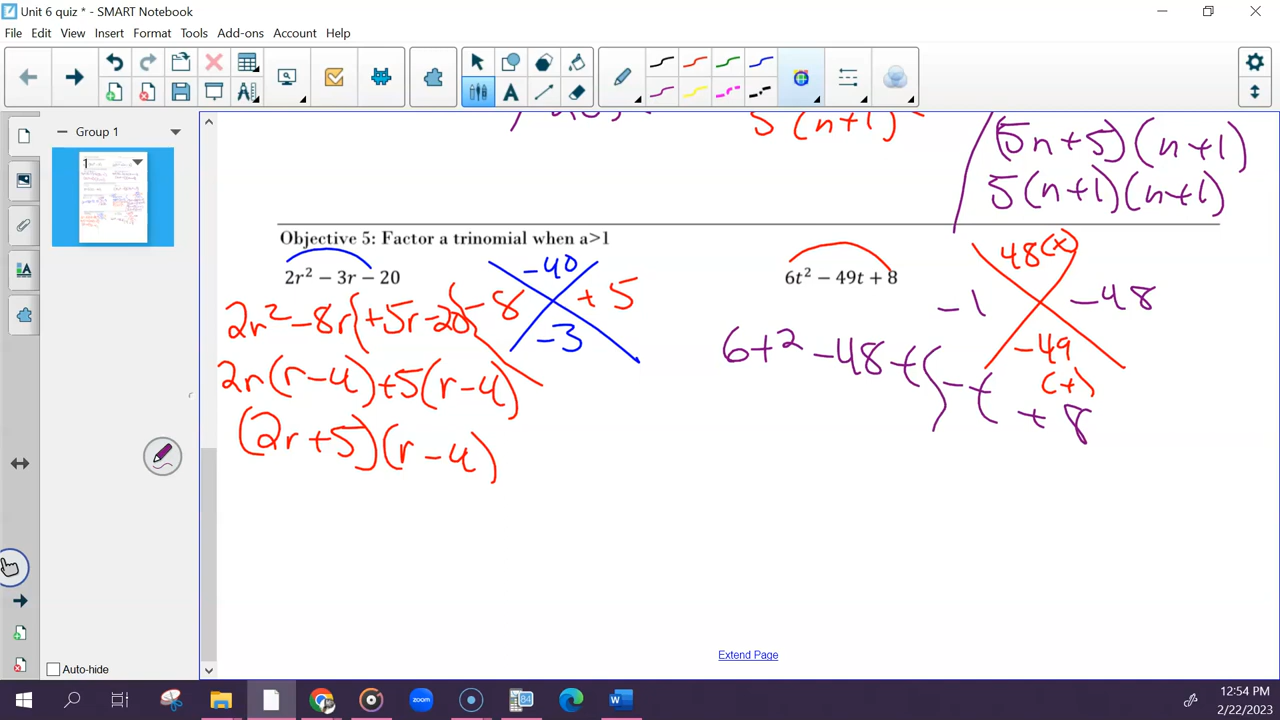 Unit 6 quiz * - SMART Notebook
File Edit View Insert Format Tools Add-ons Account Help
Group 1
1
5 (n+1)
(5n+5)(n+1)
5(n+1)(n+1)
Objective 5: Factor a trinomial when a>1
2r² − 3r − 20
-40
-8 +5
-3
2r² -8r +5r-20
2r(r-4)+5(r-4)
(2r+5)(r-4)
6t² − 49t + 8
48(x)
-1 -48
-49
(+)
6t² -48t -t +8
Extend Page
Auto-hide
84
zoom
12:54 PM
2/22/2023